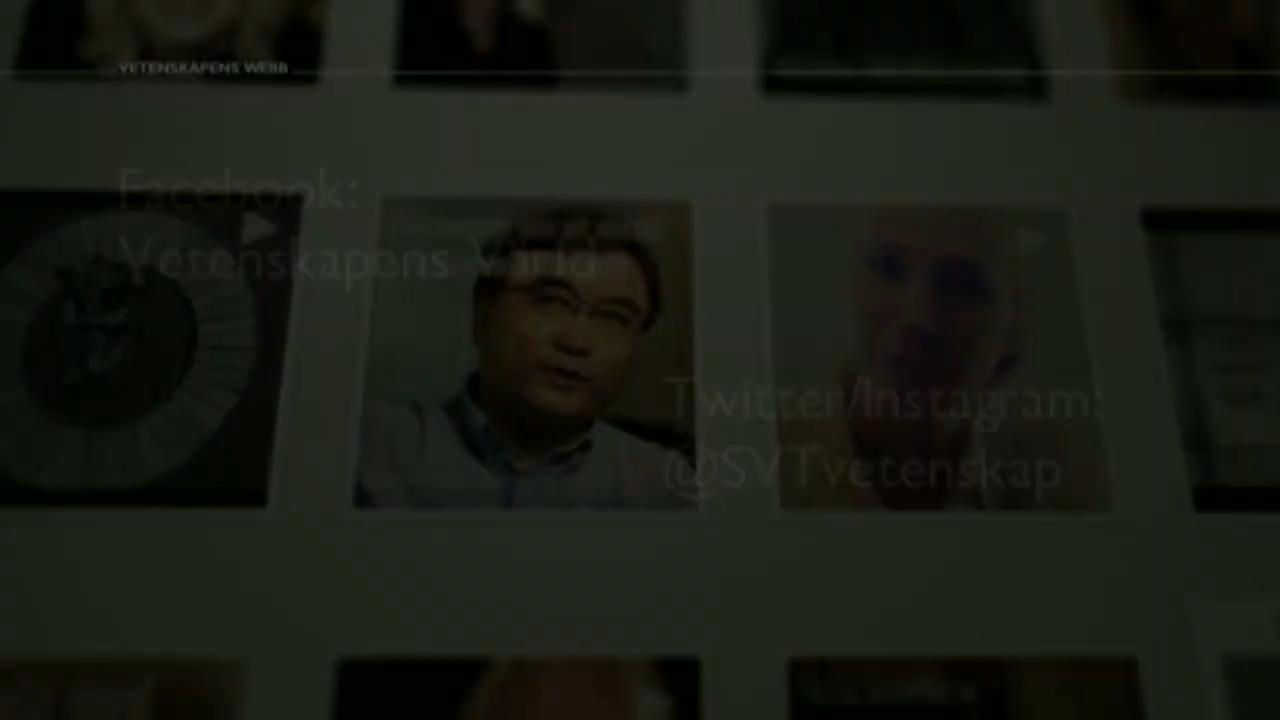 VETENSKAPENS WEBB
Facebook:
Vetenskapens Värld
Twitter/Instagram:
@SVTvetenskap